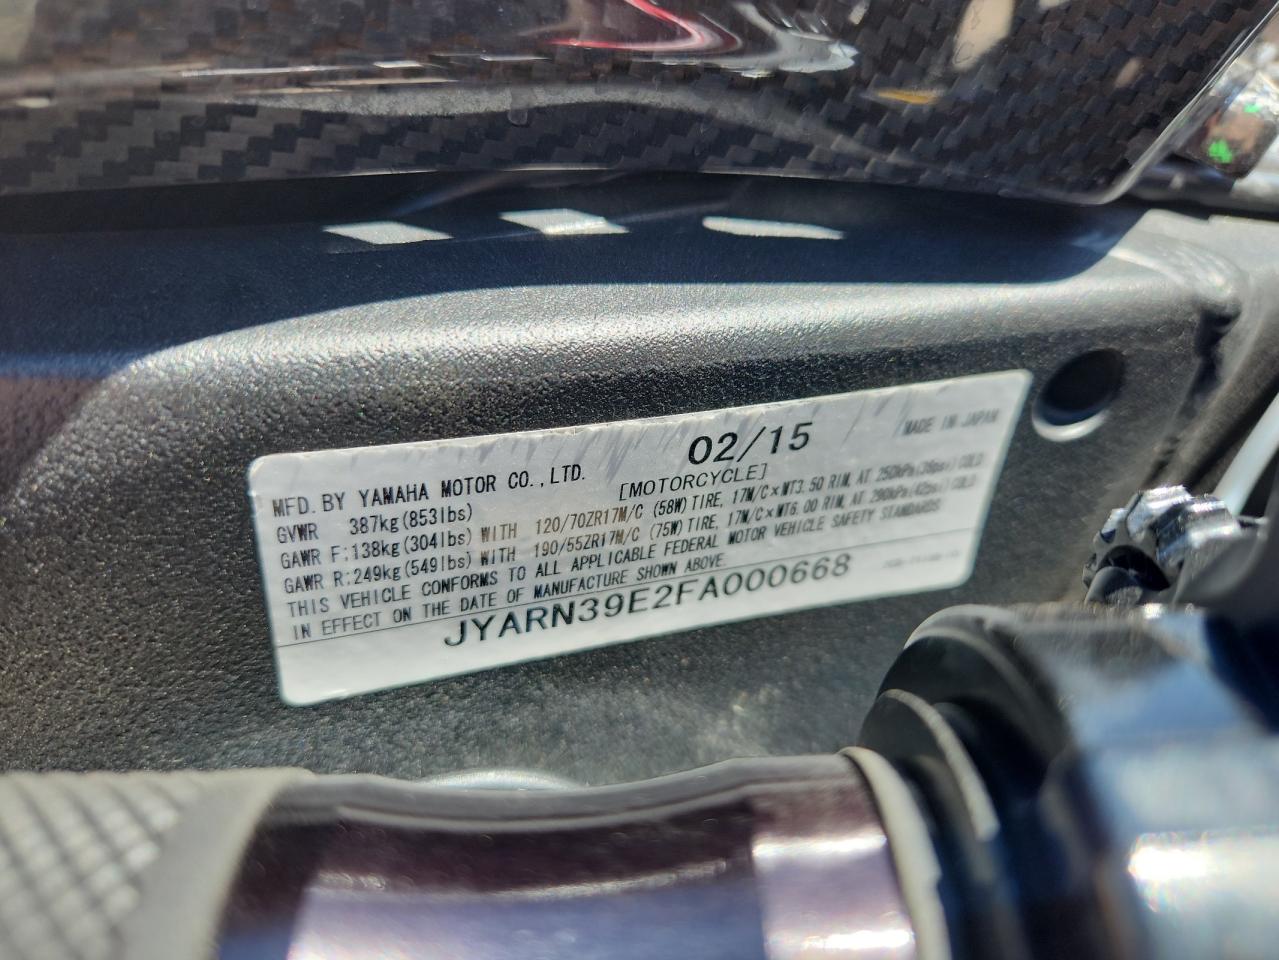 02/15
MADE IN JAPAN
MFD. BY YAMAHA MOTOR CO.,LTD.
[MOTORCYCLE]
GVWR 387kg(853lbs)
GAWR F:138kg(304lbs) WITH 120/70ZR17M/C (58W) TIRE, 17M/C×MT3.50 RIM, AT 250kPa(36psi) COLD
GAWR R:249kg(549lbs) WITH 190/55ZR17M/C (75W) TIRE, 17M/C×MT6.00 RIM, AT 290kPa(42psi) COLD
THIS VEHICLE CONFORMS TO ALL APPLICABLE FEDERAL MOTOR VEHICLE SAFETY STANDARDS
IN EFFECT ON THE DATE OF MANUFACTURE SHOWN ABOVE.
JYARN39E2FA000668